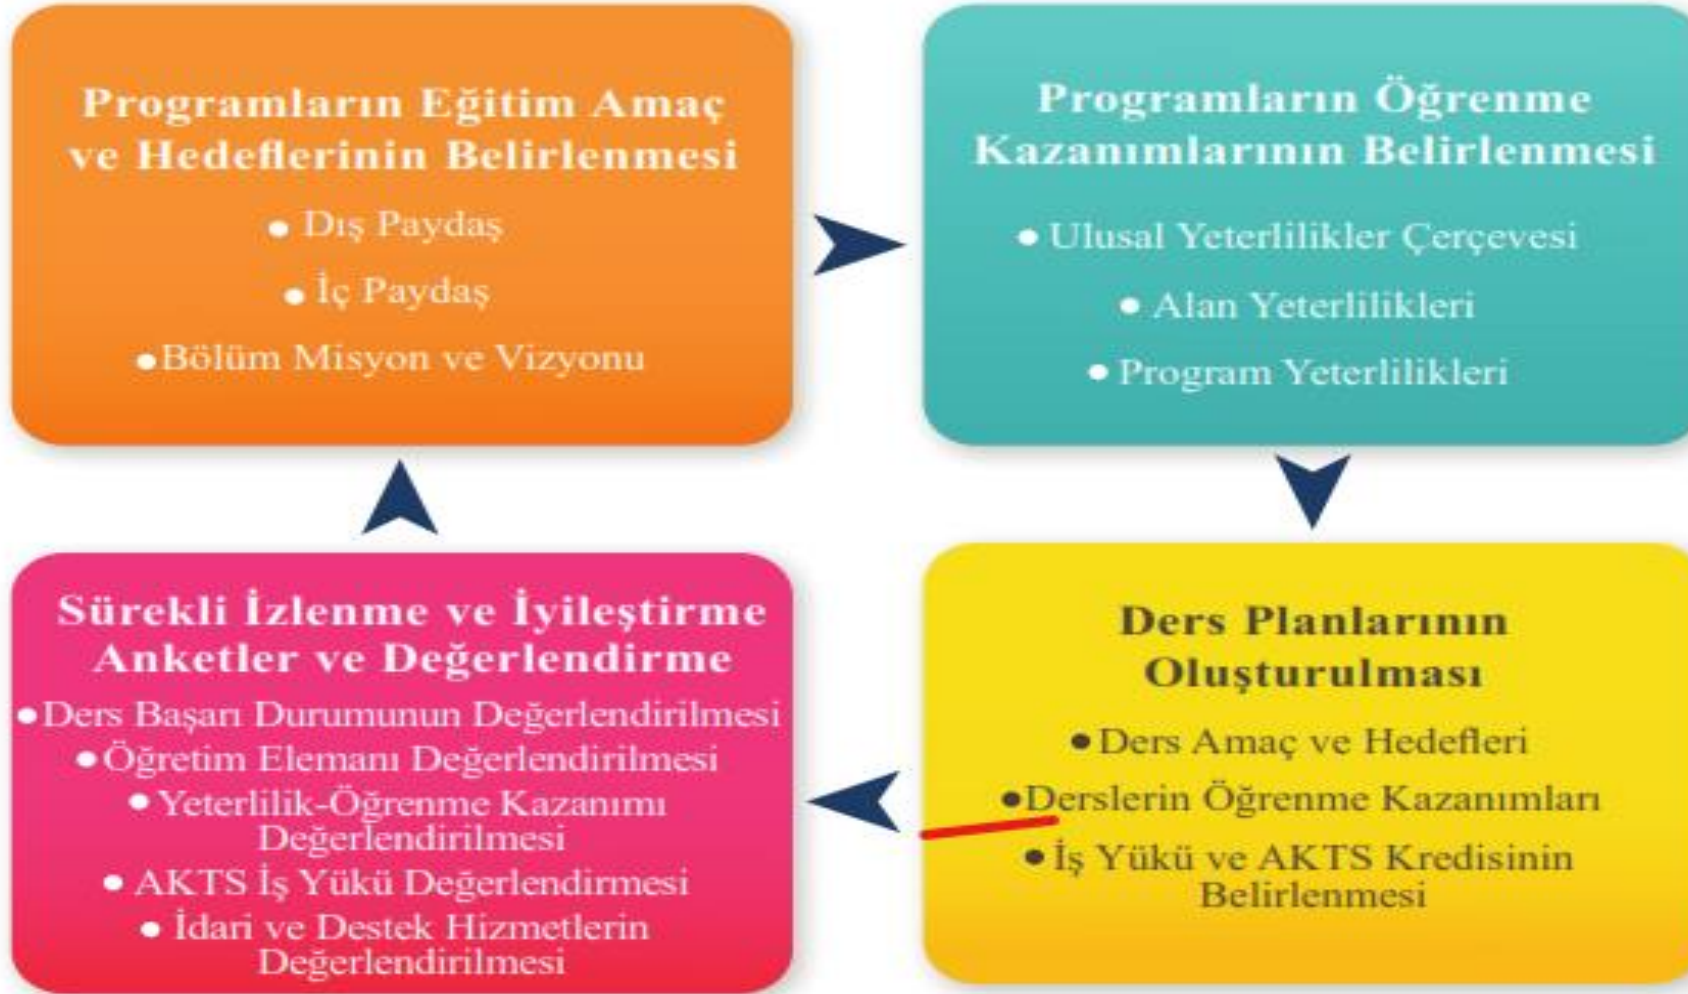 Programların Eğitim Amaç
ve Hedeflerinin Belirlenmesi
● Dış Paydaş
● İç Paydaş
●Bölüm Misyon ve Vizyonu
Programların Öğrenme
Kazanımlarının Belirlenmesi
● Ulusal Yeterlilikler Çerçevesi
● Alan Yeterlilikleri
● Program Yeterlilikleri
Ders Planlarının
Oluşturulması
● Ders Amaç ve Hedefleri
●Derslerin Öğrenme Kazanımları
● İş Yükü ve AKTS Kredisinin
Belirlenmesi
Sürekli İzlenme ve İyileştirme
Anketler ve Değerlendirme
● Ders Başarı Durumunun Değerlendirilmesi
● Öğretim Elemanı Değerlendirilmesi
● Yeterlilik-Öğrenme Kazanımı
Değerlendirilmesi
● AKTS İş Yükü Değerlendirmesi
● İdari ve Destek Hizmetlerin
Değerlendirilmesi